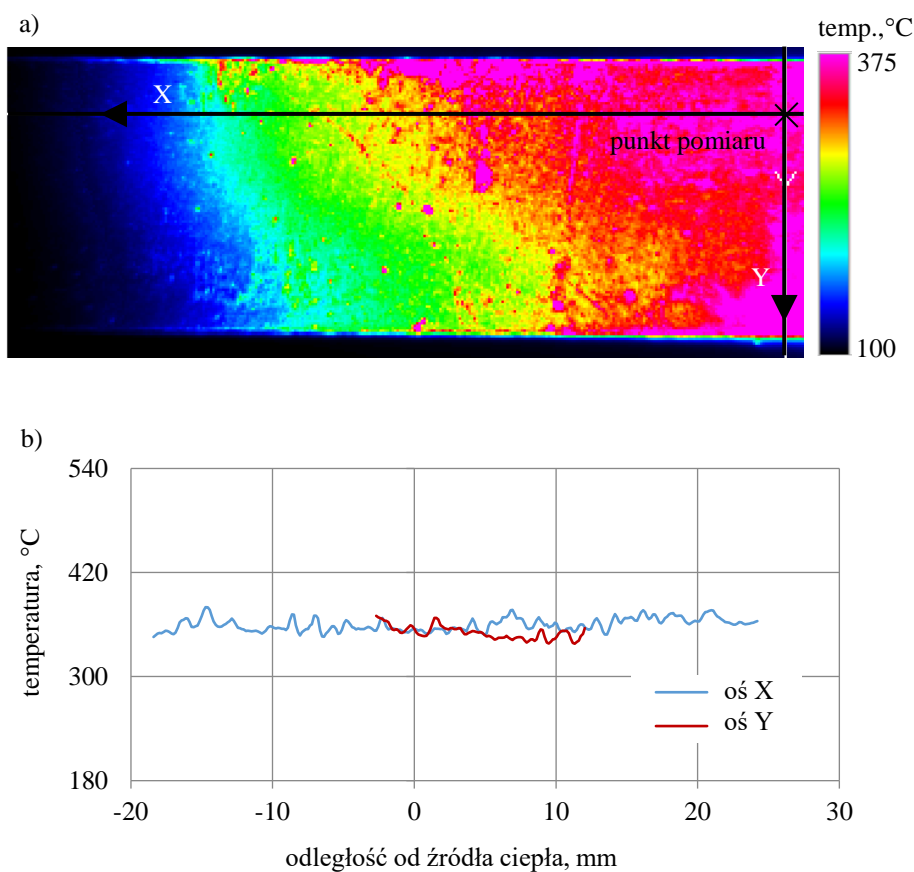 a)
temp.,°C
375
X
punkt pomiaru
Y
100
b)
540
420
300
180
temperatura, °C
-20
-10
0
10
20
30
oś X
oś Y
odległość od źródła ciepła, mm